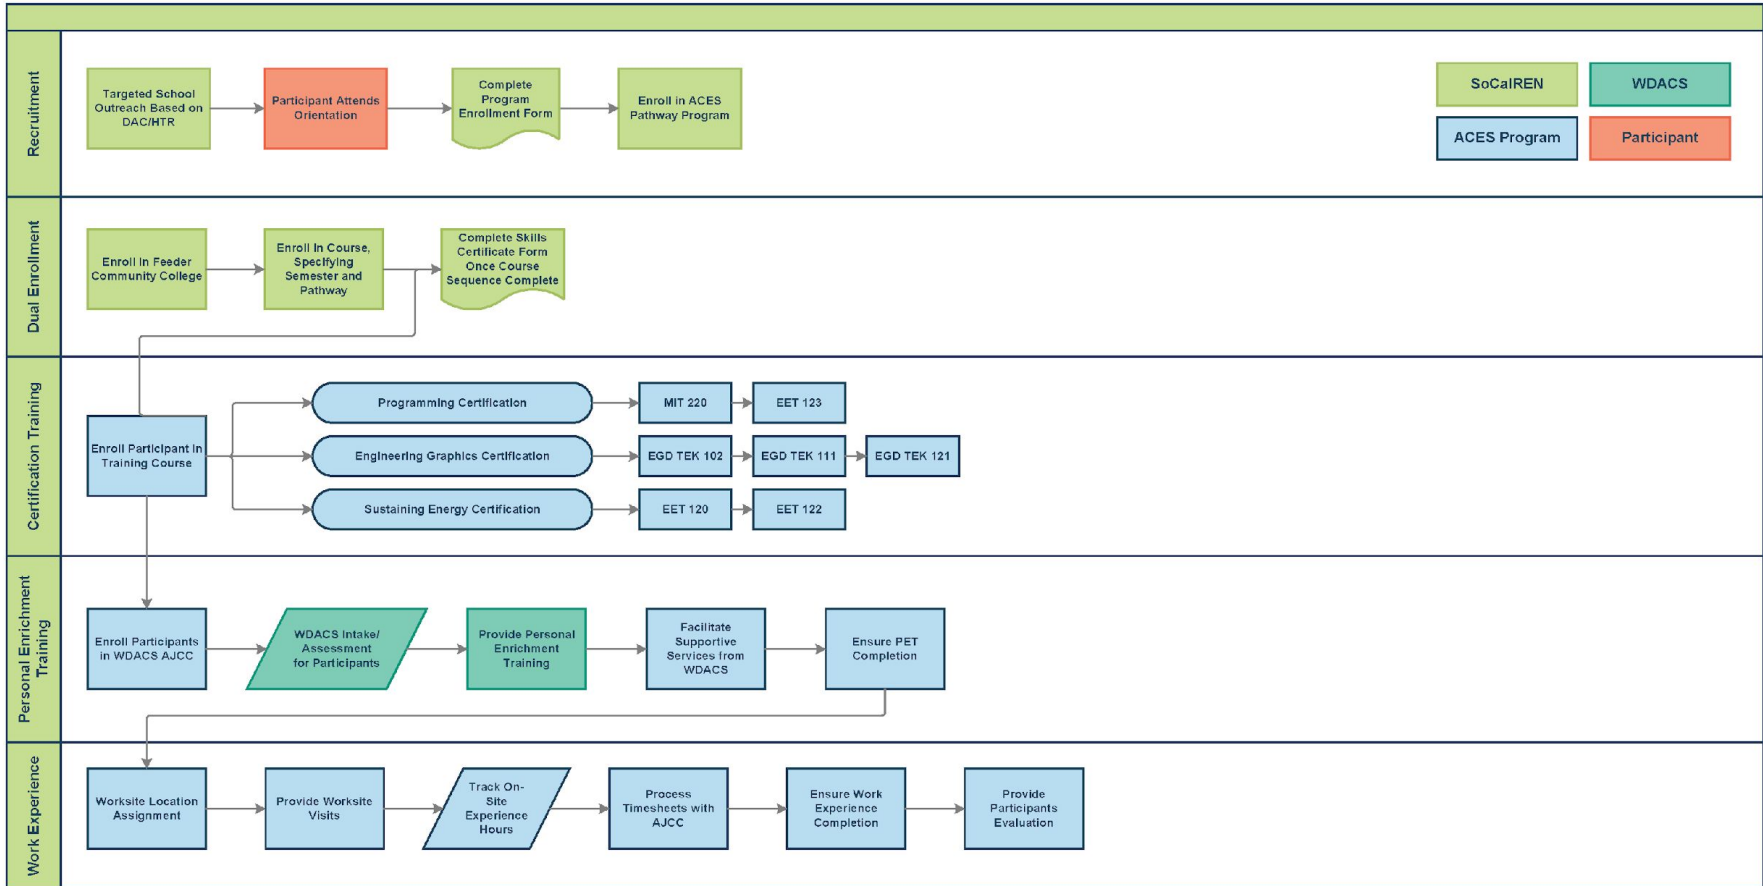 Recruitment
Targeted School
Outreach Based on
DAC/HTR
Participant Attends
Orientation
Complete
Program
Enrollment Form
Enroll in ACES
Pathway Program
SoCalREN
WDACS
ACES Program
Participant
Dual Enrollment
Enroll In Feeder
Community College
Enroll In Course,
Specifying
Semester and
Pathway
Complete Skills
Certificate Form
Once Course
Sequence Complete
Certification Training
Enroll Participant in
Training Course
Programming Certification
MIT 220
EET 123
Engineering Graphics Certification
EGD TEK 102
EGD TEK 111
EGD TEK 121
Sustaining Energy Certification
EET 120
EET 122
Personal Enrichment
Training
Enroll Participants
in WDACS AJCC
WDACS Intake/
Assessment
for Participants
Provide Personal
Enrichment
Training
Facilitate
Supportive
Services from
WDACS
Ensure PET
Completion
Work Experience
Worksite Location
Assignment
Provide Worksite
Visits
Track On-
Site
Experience
Hours
Process
Timesheets with
AJCC
Ensure Work
Experience
Completion
Provide
Participants
Evaluation